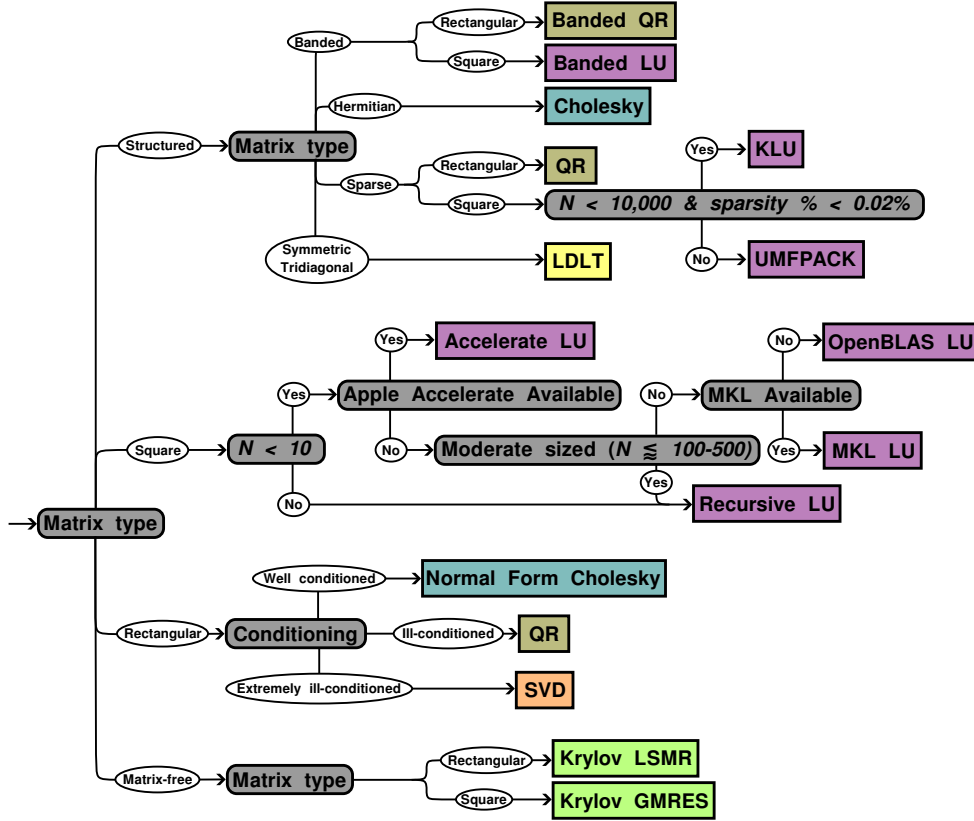 Banded
Rectangular
Banded QR
Square
Banded LU
Hermitian
Cholesky
Structured
Matrix type
Sparse
Rectangular
QR
Square
N < 10,000 & sparsity % < 0.02%
Yes
KLU
No
UMFPACK
Symmetric
Tridiagonal
LDLT
Square
N < 10
Yes
Apple Accelerate Available
Yes
Accelerate LU
No
Moderate sized (N ≨ 100-500)
No
MKL Available
No
OpenBLAS LU
Yes
MKL LU
Yes
No
Recursive LU
Matrix type
Rectangular
Conditioning
Well conditioned
Normal Form Cholesky
Ill-conditioned
QR
Extremely ill-conditioned
SVD
Matrix-free
Matrix type
Rectangular
Krylov LSMR
Square
Krylov GMRES